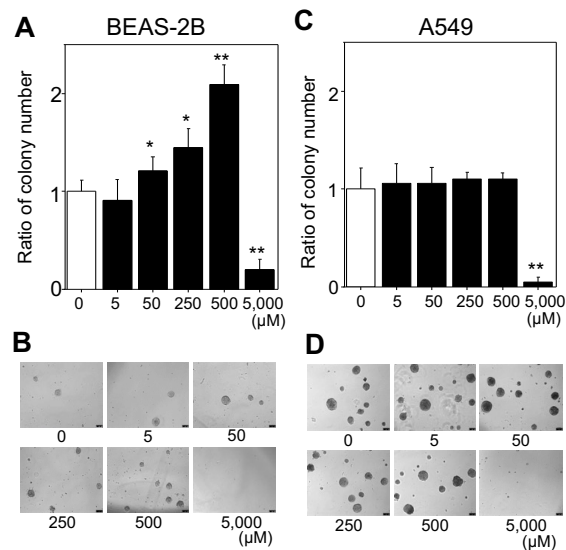 A
BEAS-2B
Ratio of colony number
2
1
0
*
*
**
**
0 5 50 250 500 5,000
(μM)
C
A549
Ratio of colony number
2
1
0
**
0 5 50 250 500 5,000
(μM)
B
0 5 50
250 500 5,000
(μM)
D
0 5 50
250 500 5,000
(μM)